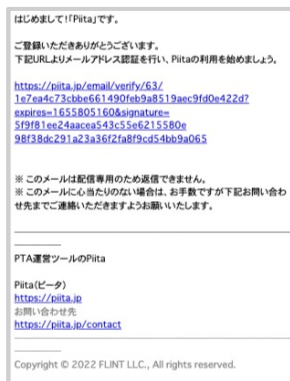 はじめまして!「Piita」です。
ご登録いただきありがとうございます。
下記URLよりメールアドレス認証を行い、Piitaの利用を始めましょう。
https://piita.jp/email/verify/63/
1e7ea4c73cbbe661490feb9a8519aec9fd0e422d?
expires=1655805160&signature=
5f9f81ee24aacea543c55e6215580e
98f38dc291a23a36f2fa8f9cd54bb9a065
※ このメールは配信専用のため返信できません。
※ このメールに心当たりのない場合は、お手数ですが下記お問い合わ
せ先までご連絡いただきますようお願いいたします。
PTA運営ツールのPiita
Piita(ピータ)
https://piita.jp
お問い合わせ先
https://piita.jp/contact
Copyright © 2022 FLINT LLC., All rights reserved.